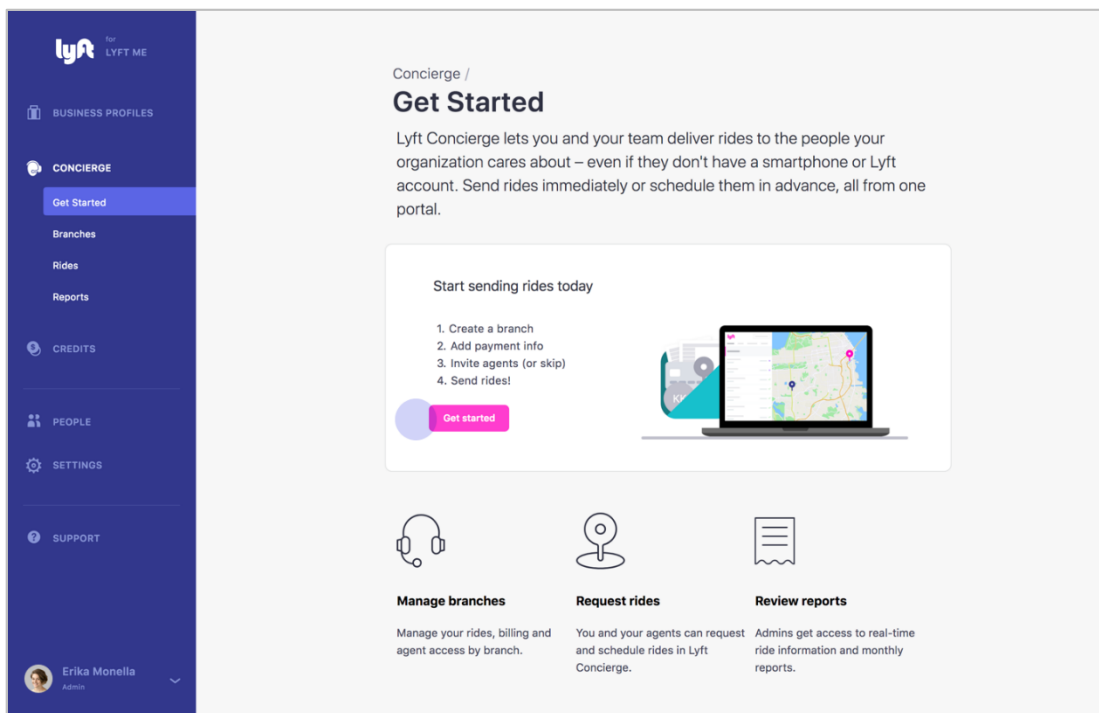 lyft
for
LYFT ME
BUSINESS PROFILES
CONCIERGE
Get Started
Branches
Rides
Reports
CREDITS
PEOPLE
SETTINGS
SUPPORT
Erika Monella
Admin
Concierge /
Get Started
Lyft Concierge lets you and your team deliver rides to the people your
organization cares about – even if they don't have a smartphone or Lyft
account. Send rides immediately or schedule them in advance, all from one
portal.
Start sending rides today
1. Create a branch
2. Add payment info
3. Invite agents (or skip)
4. Send rides!
Get started
Manage branches
Manage your rides, billing and
agent access by branch.
Request rides
You and your agents can request
and schedule rides in Lyft
Concierge.
Review reports
Admins get access to real-time
ride information and monthly
reports.